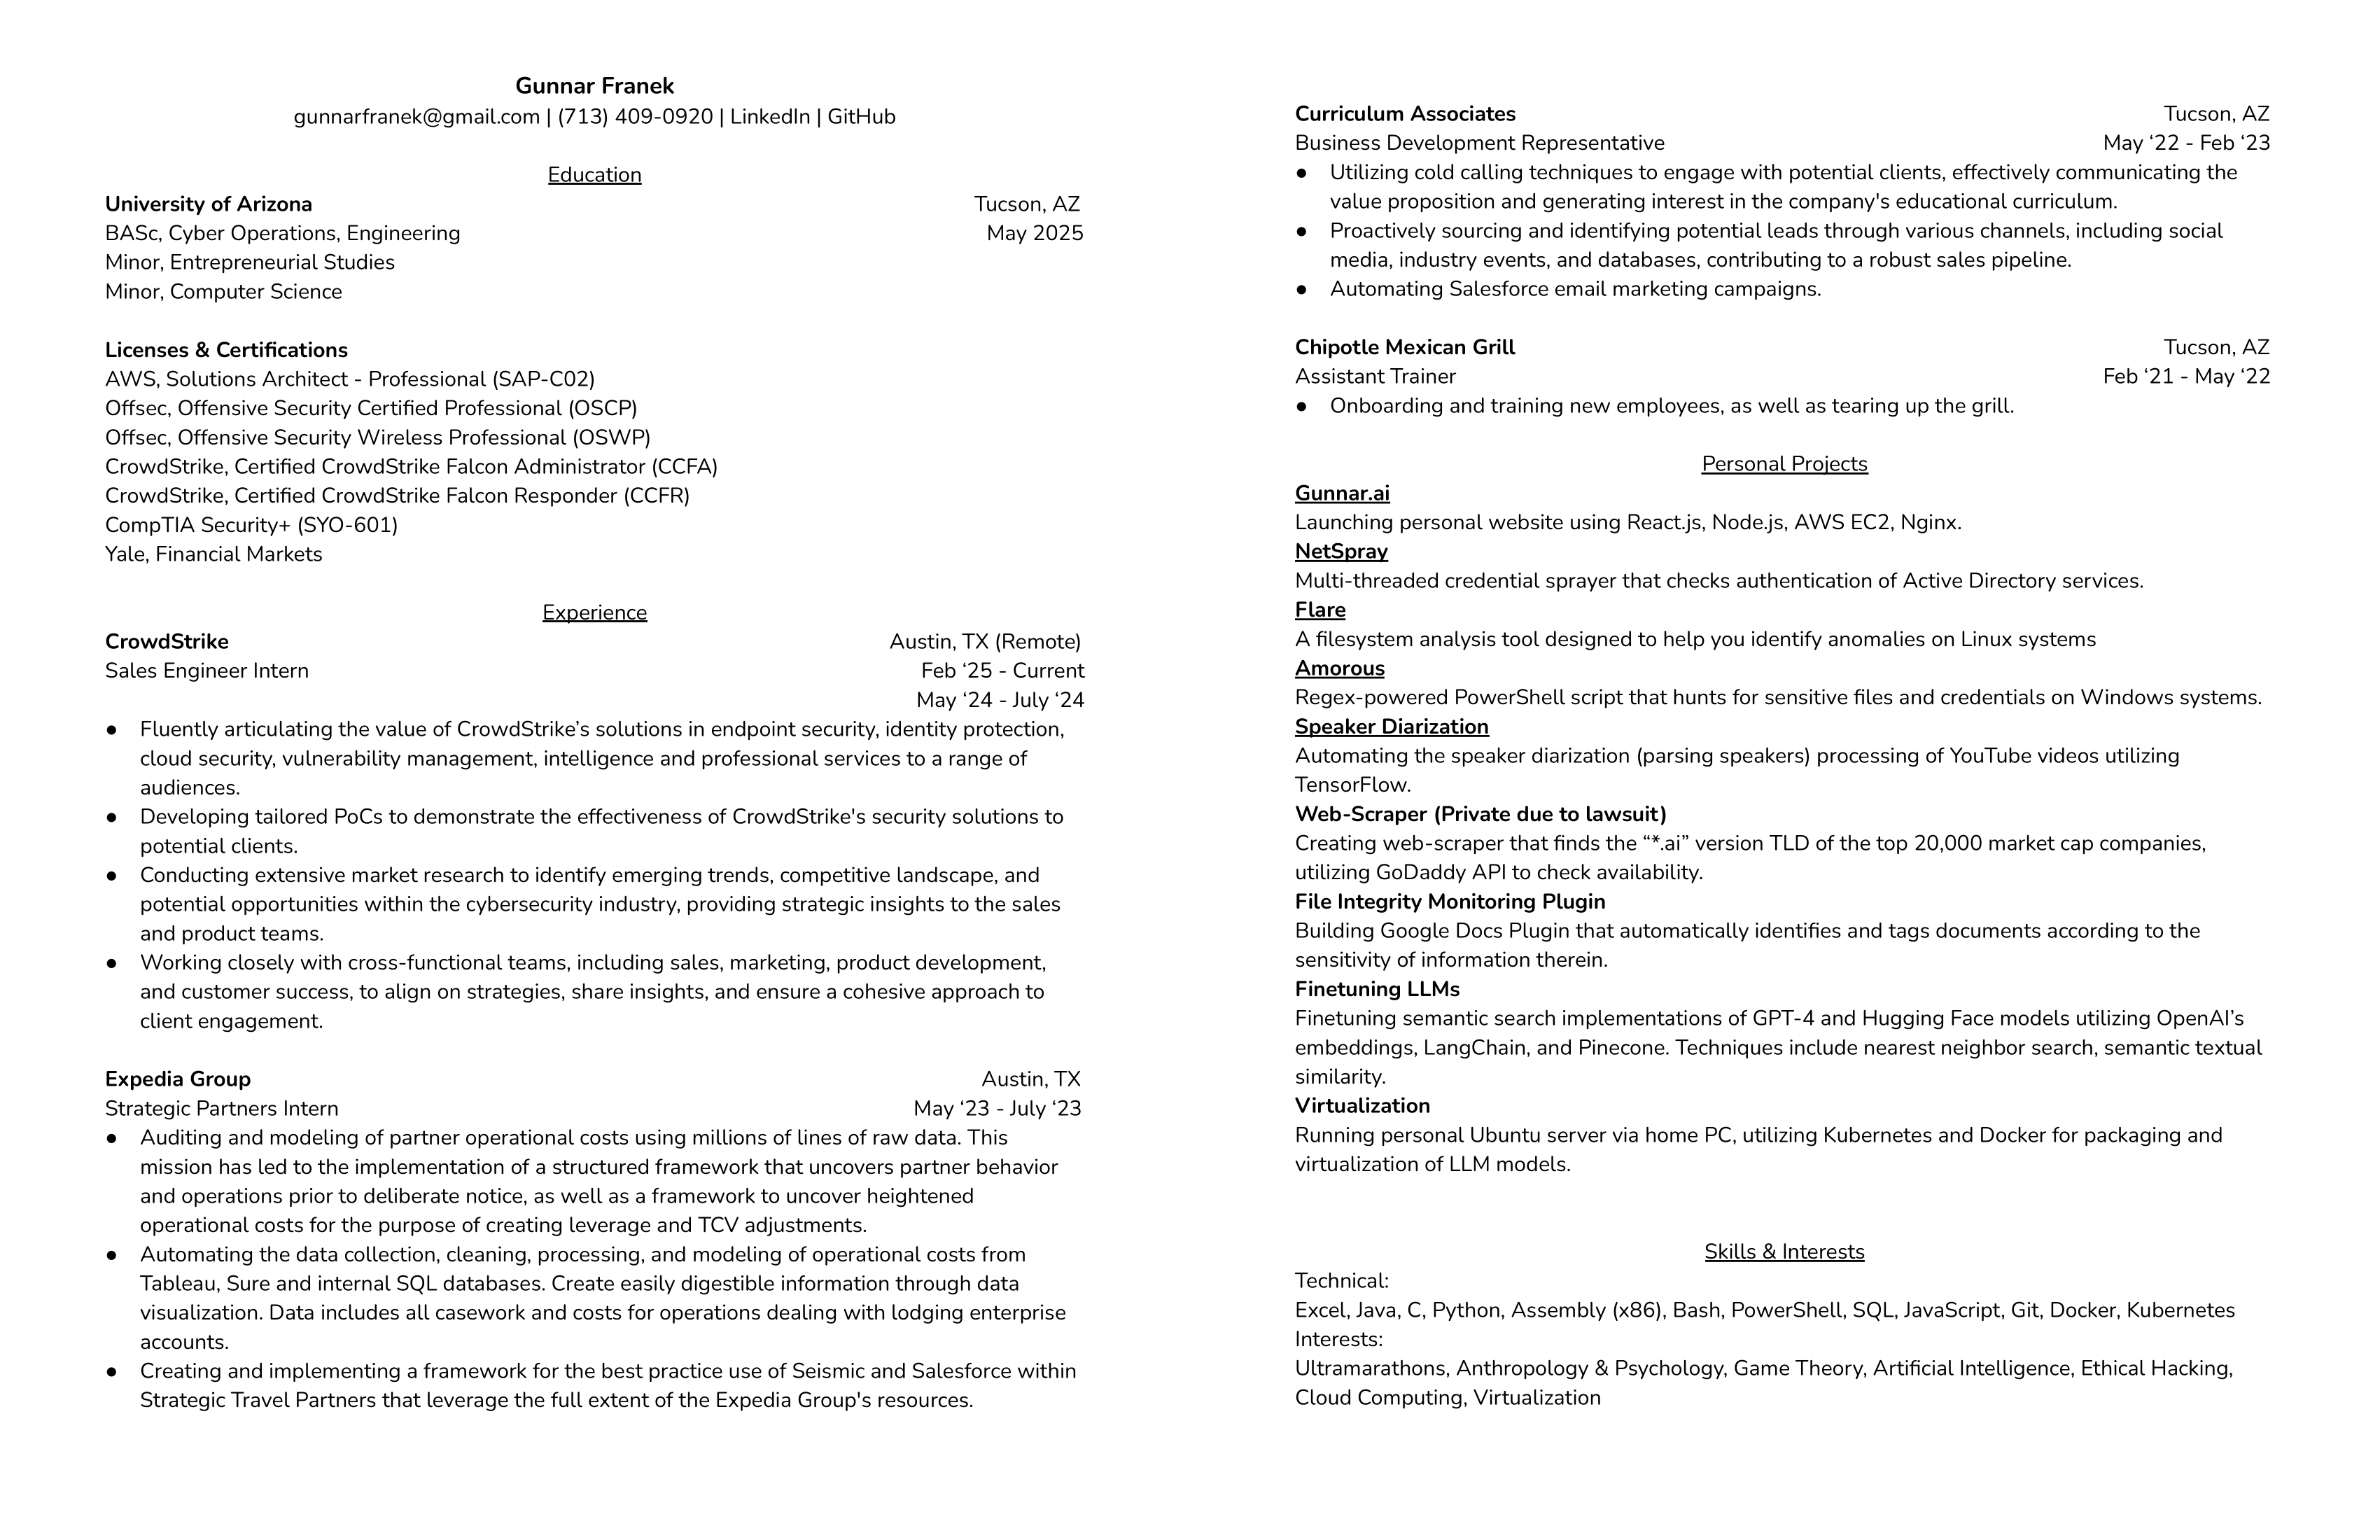 Gunnar Franek
gunnarfranek@gmail.com | (713) 409-0920 | LinkedIn | GitHub
Education
University of Arizona Tucson, AZ
BASc, Cyber Operations, Engineering May 2025
Minor, Entrepreneurial Studies
Minor, Computer Science
Licenses & Certifications
AWS, Solutions Architect - Professional (SAP-C02)
Offsec, Offensive Security Certified Professional (OSCP)
Offsec, Offensive Security Wireless Professional (OSWP)
CrowdStrike, Certified CrowdStrike Falcon Administrator (CCFA)
CrowdStrike, Certified CrowdStrike Falcon Responder (CCFR)
CompTIA Security+ (SYO-601)
Yale, Financial Markets
Experience
CrowdStrike Austin, TX (Remote)
Sales Engineer Intern Feb ‘25 - Current
May ‘24 - July ‘24
● Fluently articulating the value of CrowdStrike’s solutions in endpoint security, identity protection,
cloud security, vulnerability management, intelligence and professional services to a range of
audiences.
● Developing tailored PoCs to demonstrate the effectiveness of CrowdStrike's security solutions to
potential clients.
● Conducting extensive market research to identify emerging trends, competitive landscape, and
potential opportunities within the cybersecurity industry, providing strategic insights to the sales
and product teams.
● Working closely with cross-functional teams, including sales, marketing, product development,
and customer success, to align on strategies, share insights, and ensure a cohesive approach to
client engagement.
Expedia Group Austin, TX
Strategic Partners Intern May ‘23 - July ‘23
● Auditing and modeling of partner operational costs using millions of lines of raw data. This
mission has led to the implementation of a structured framework that uncovers partner behavior
and operations prior to deliberate notice, as well as a framework to uncover heightened
operational costs for the purpose of creating leverage and TCV adjustments.
● Automating the data collection, cleaning, processing, and modeling of operational costs from
Tableau, Sure and internal SQL databases. Create easily digestible information through data
visualization. Data includes all casework and costs for operations dealing with lodging enterprise
accounts.
● Creating and implementing a framework for the best practice use of Seismic and Salesforce within
Strategic Travel Partners that leverage the full extent of the Expedia Group's resources.
Curriculum Associates Tucson, AZ
Business Development Representative May ‘22 - Feb ‘23
● Utilizing cold calling techniques to engage with potential clients, effectively communicating the
value proposition and generating interest in the company's educational curriculum.
● Proactively sourcing and identifying potential leads through various channels, including social
media, industry events, and databases, contributing to a robust sales pipeline.
● Automating Salesforce email marketing campaigns.
Chipotle Mexican Grill Tucson, AZ
Assistant Trainer Feb ‘21 - May ‘22
● Onboarding and training new employees, as well as tearing up the grill.
Personal Projects
Gunnar.ai
Launching personal website using React.js, Node.js, AWS EC2, Nginx.
NetSpray
Multi-threaded credential sprayer that checks authentication of Active Directory services.
Flare
A filesystem analysis tool designed to help you identify anomalies on Linux systems
Amorous
Regex-powered PowerShell script that hunts for sensitive files and credentials on Windows systems.
Speaker Diarization
Automating the speaker diarization (parsing speakers) processing of YouTube videos utilizing
TensorFlow.
Web-Scraper (Private due to lawsuit)
Creating web-scraper that finds the “*.ai” version TLD of the top 20,000 market cap companies,
utilizing GoDaddy API to check availability.
File Integrity Monitoring Plugin
Building Google Docs Plugin that automatically identifies and tags documents according to the
sensitivity of information therein.
Finetuning LLMs
Finetuning semantic search implementations of GPT-4 and Hugging Face models utilizing OpenAI’s
embeddings, LangChain, and Pinecone. Techniques include nearest neighbor search, semantic textual
similarity.
Virtualization
Running personal Ubuntu server via home PC, utilizing Kubernetes and Docker for packaging and
virtualization of LLM models.
Skills & Interests
Technical:
Excel, Java, C, Python, Assembly (x86), Bash, PowerShell, SQL, JavaScript, Git, Docker, Kubernetes
Interests:
Ultramarathons, Anthropology & Psychology, Game Theory, Artificial Intelligence, Ethical Hacking,
Cloud Computing, Virtualization